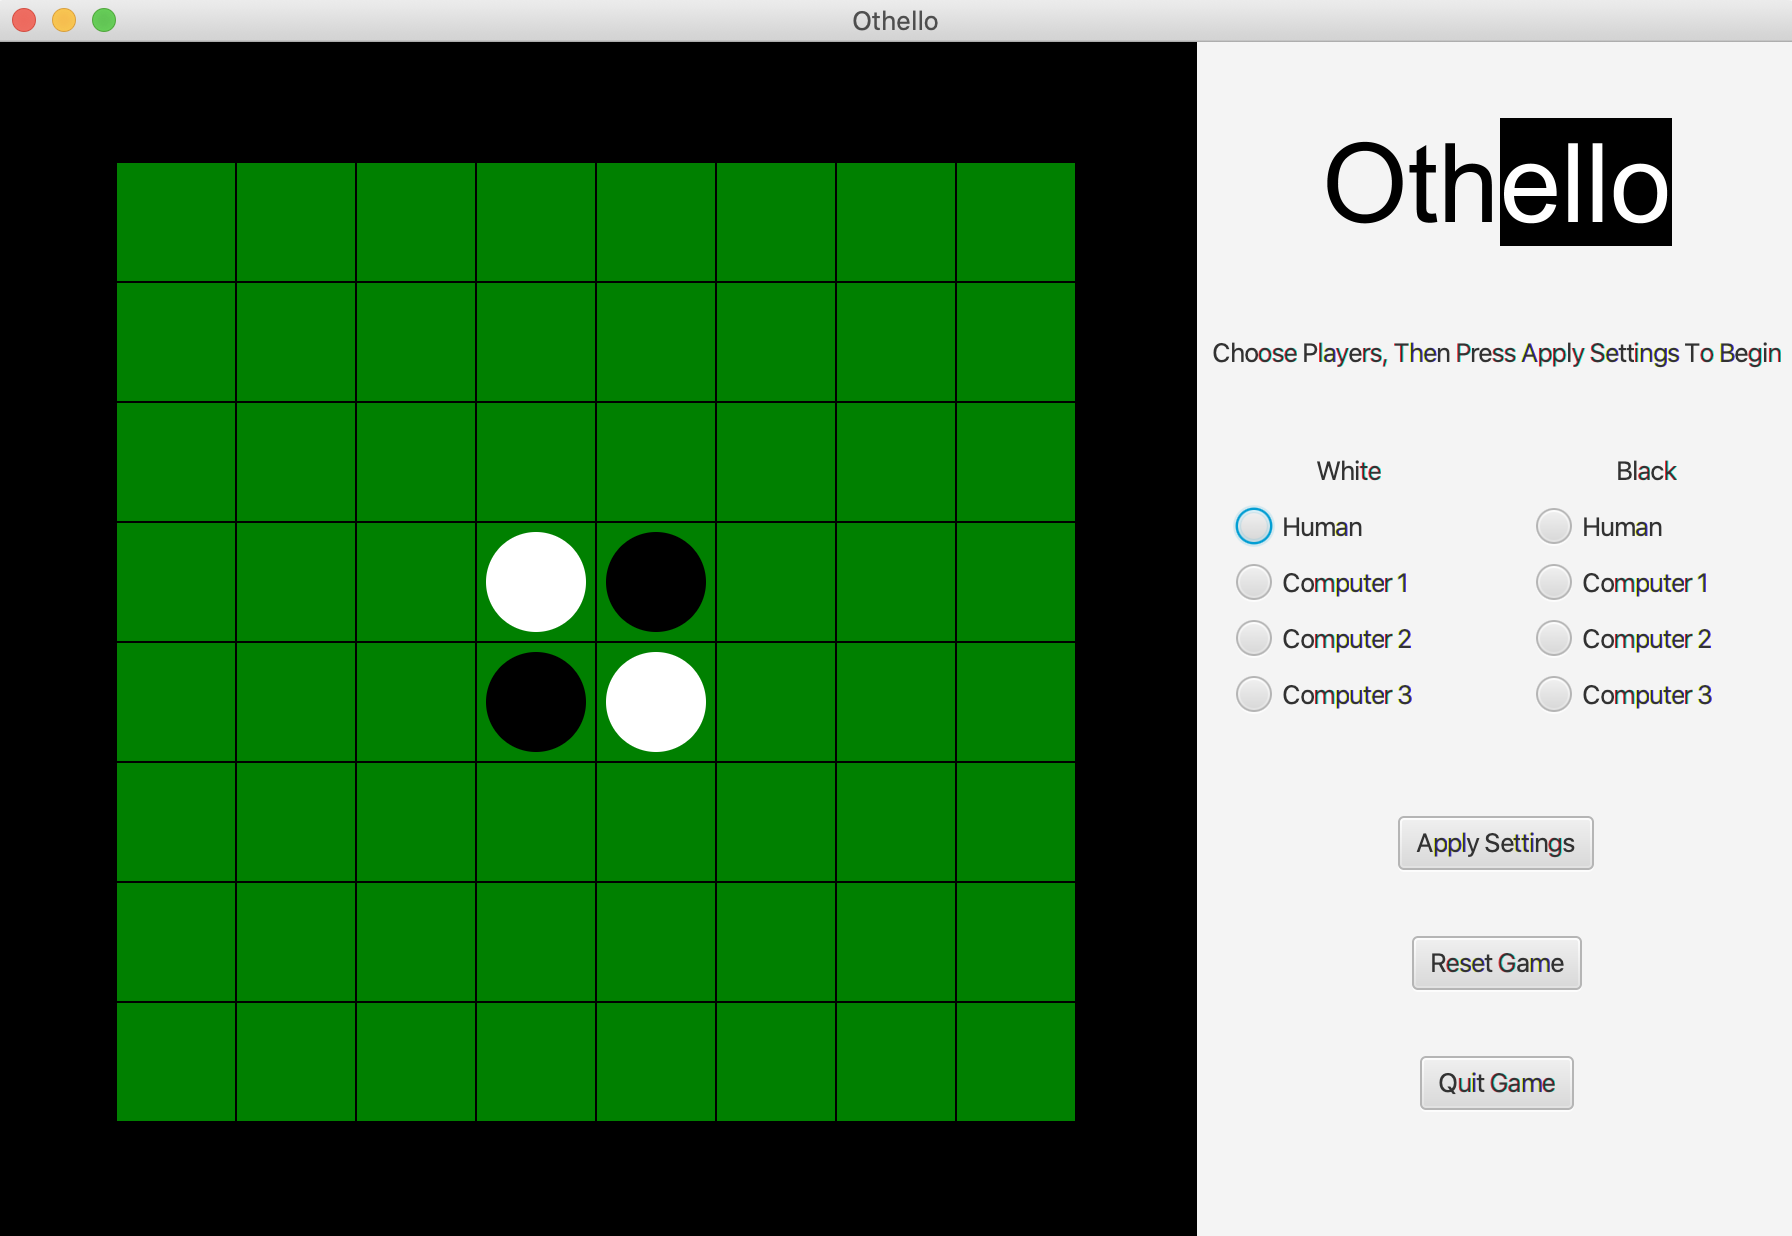 Othello
Othello
Choose Players, Then Press Apply Settings To Begin
White Black
Human Human
Computer 1 Computer 1
Computer 2 Computer 2
Computer 3 Computer 3
Apply Settings
Reset Game
Quit Game